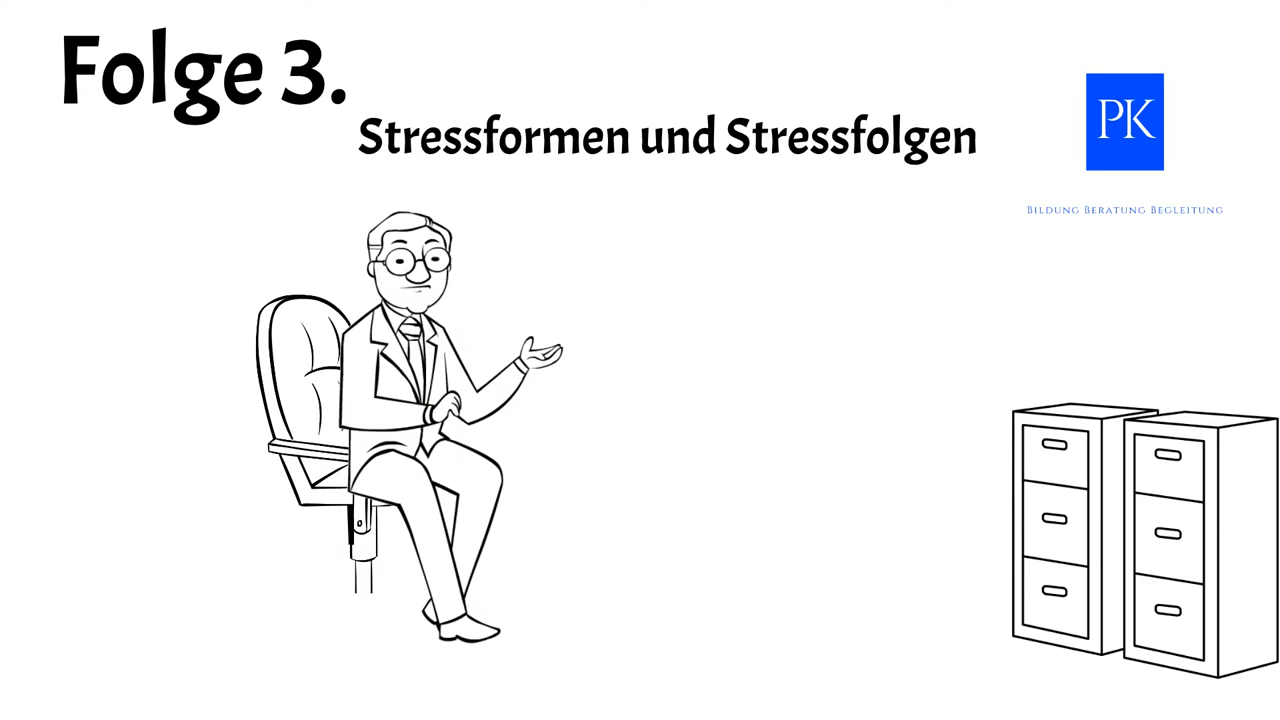 Folge 3.
Stressformen und Stressfolgen
PK
Bildung Beratung Begleitung